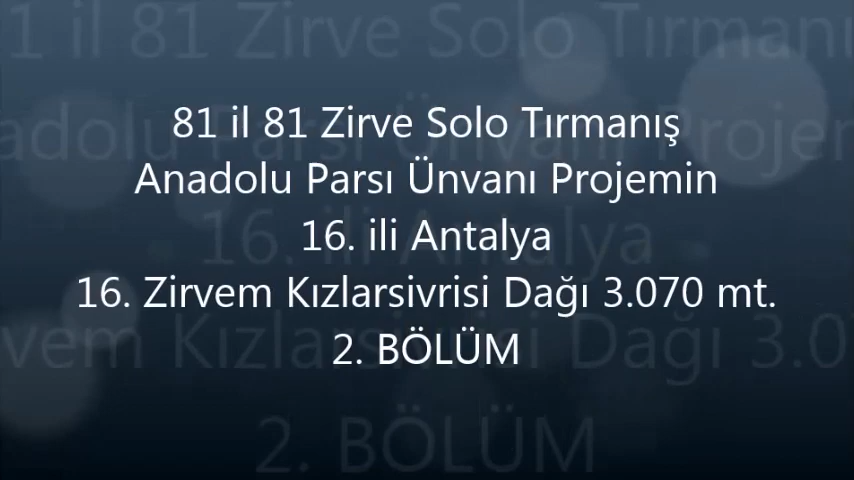 81 il 81 Zirve Solo Tırmanış
Anadolu Parsı Ünvanı Projemin
16. ili Antalya
16. Zirvem Kızlarsivrisi Dağı 3.070 mt.
2. BÖLÜM